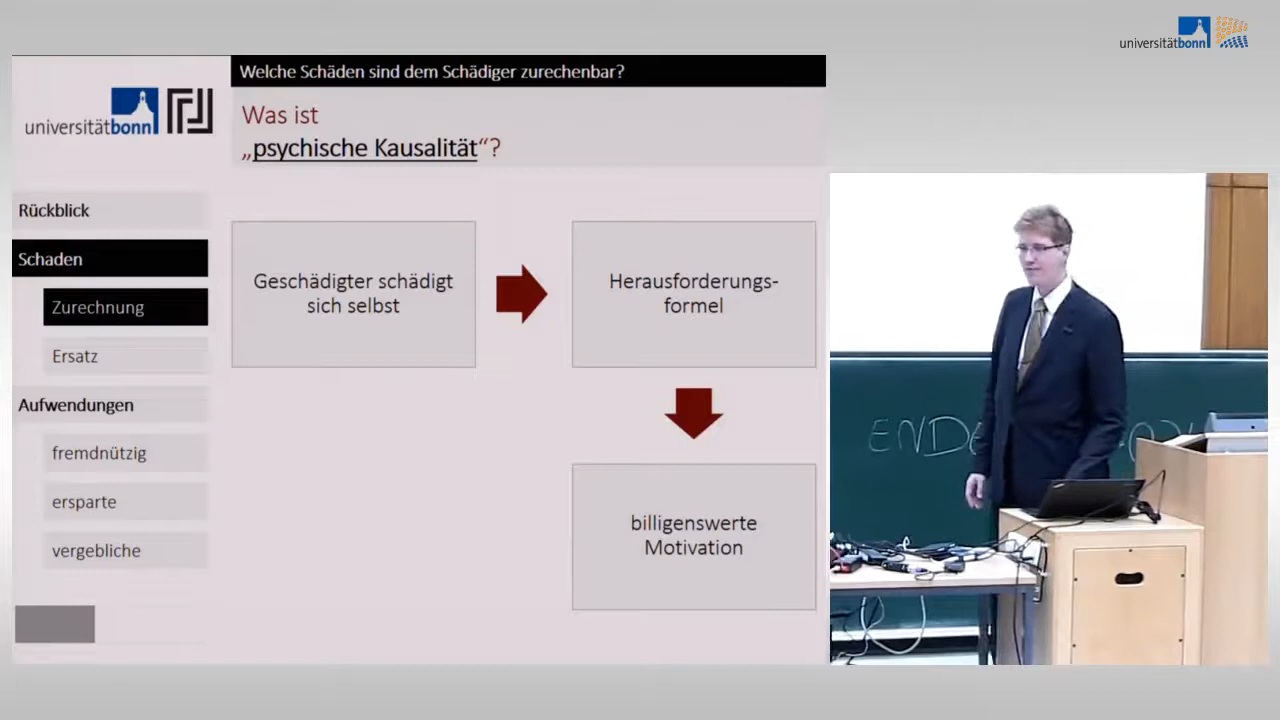 universitätbonn
Welche Schäden sind dem Schädiger zurechenbar?
universitätbonn
Was ist
„psychische Kausalität“?
Rückblick
Schaden
Zurechnung
Ersatz
Aufwendungen
fremdnützig
ersparte
vergebliche
Geschädigter schädigt
sich selbst
Herausforderungs-
formel
billigenswerte
Motivation